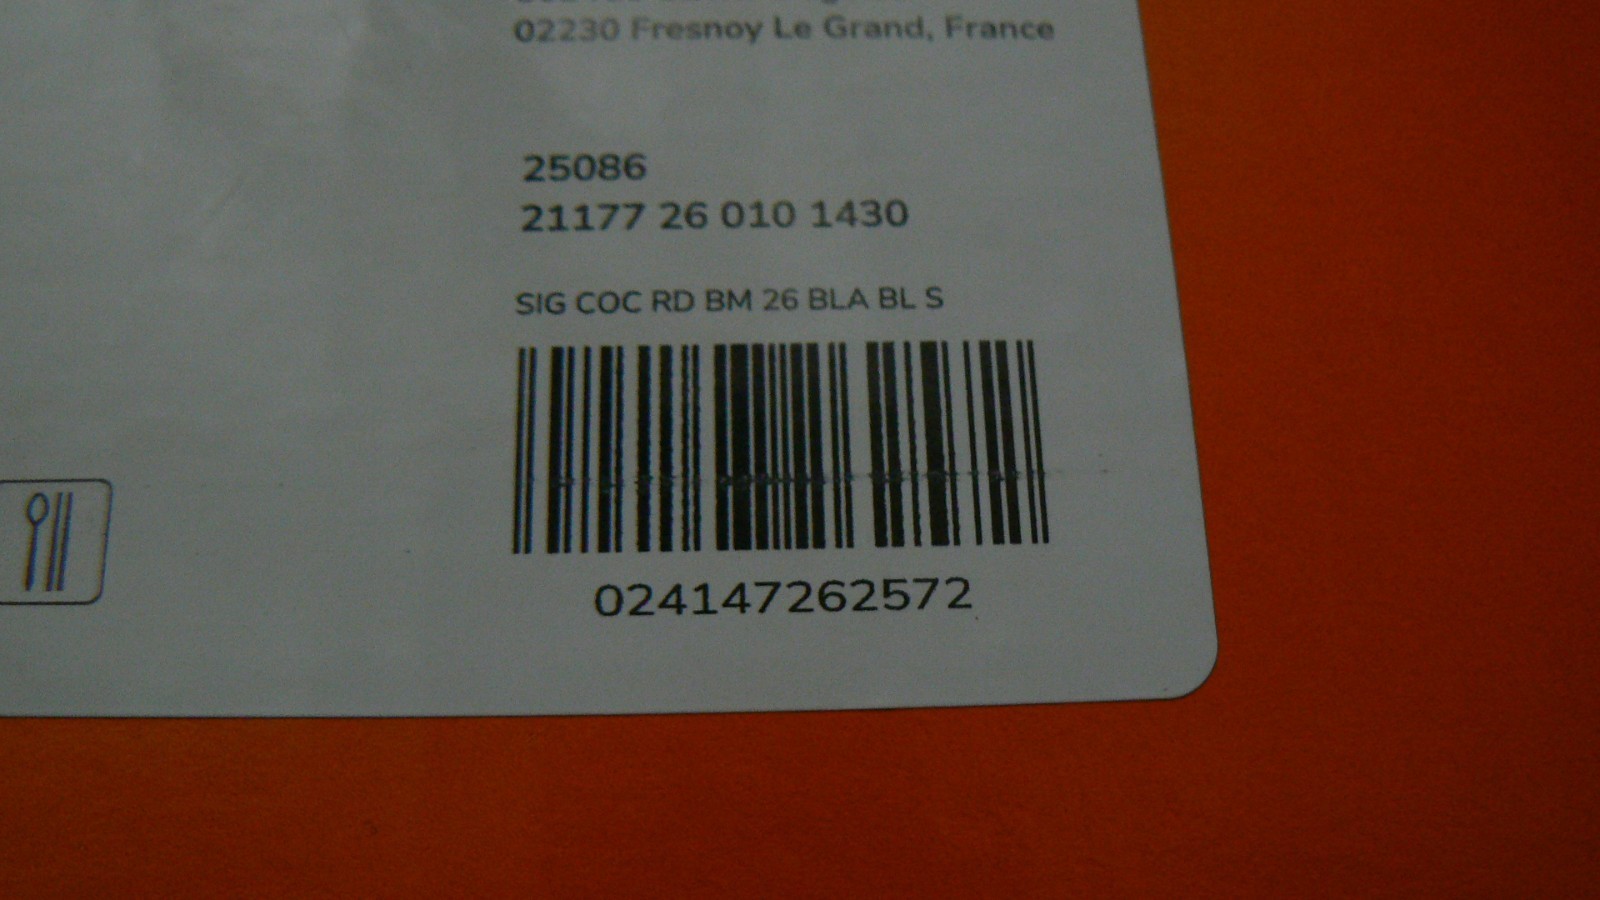 02230 Fresnoy Le Grand, France
25086
21177 26 010 1430
SIG COC RD BM 26 BLA BL S
024147262572